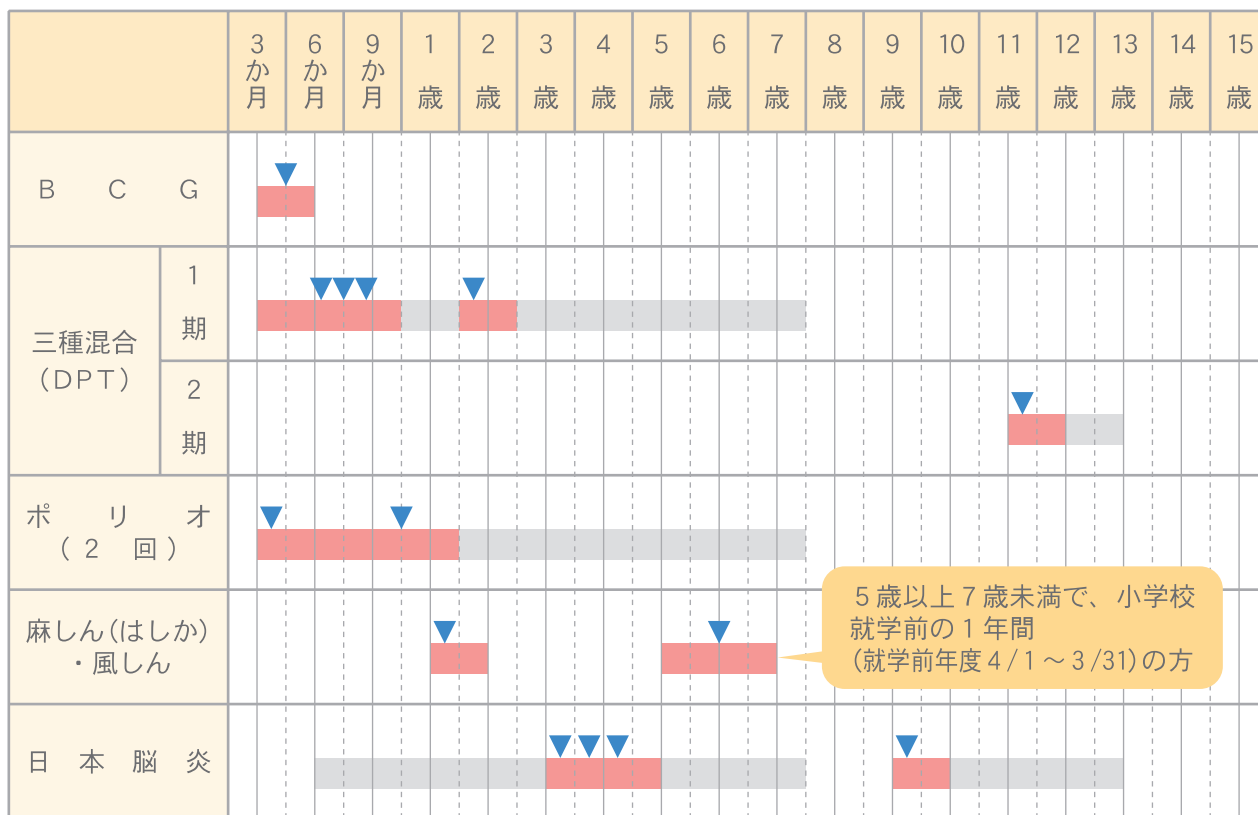 3か月 6か月 9か月 1歳 2歳 3歳 4歳 5歳 6歳 7歳 8歳 9歳 10歳 11歳 12歳 13歳 14歳 15歳
BCG
三種混合
(DPT)
1期
2期
ポリオ
(2回)
麻しん(はしか)
・風しん
5歳以上7歳未満で、小学校
就学前の1年間
(就学前年度4/1～3/31)の方
日本脳炎